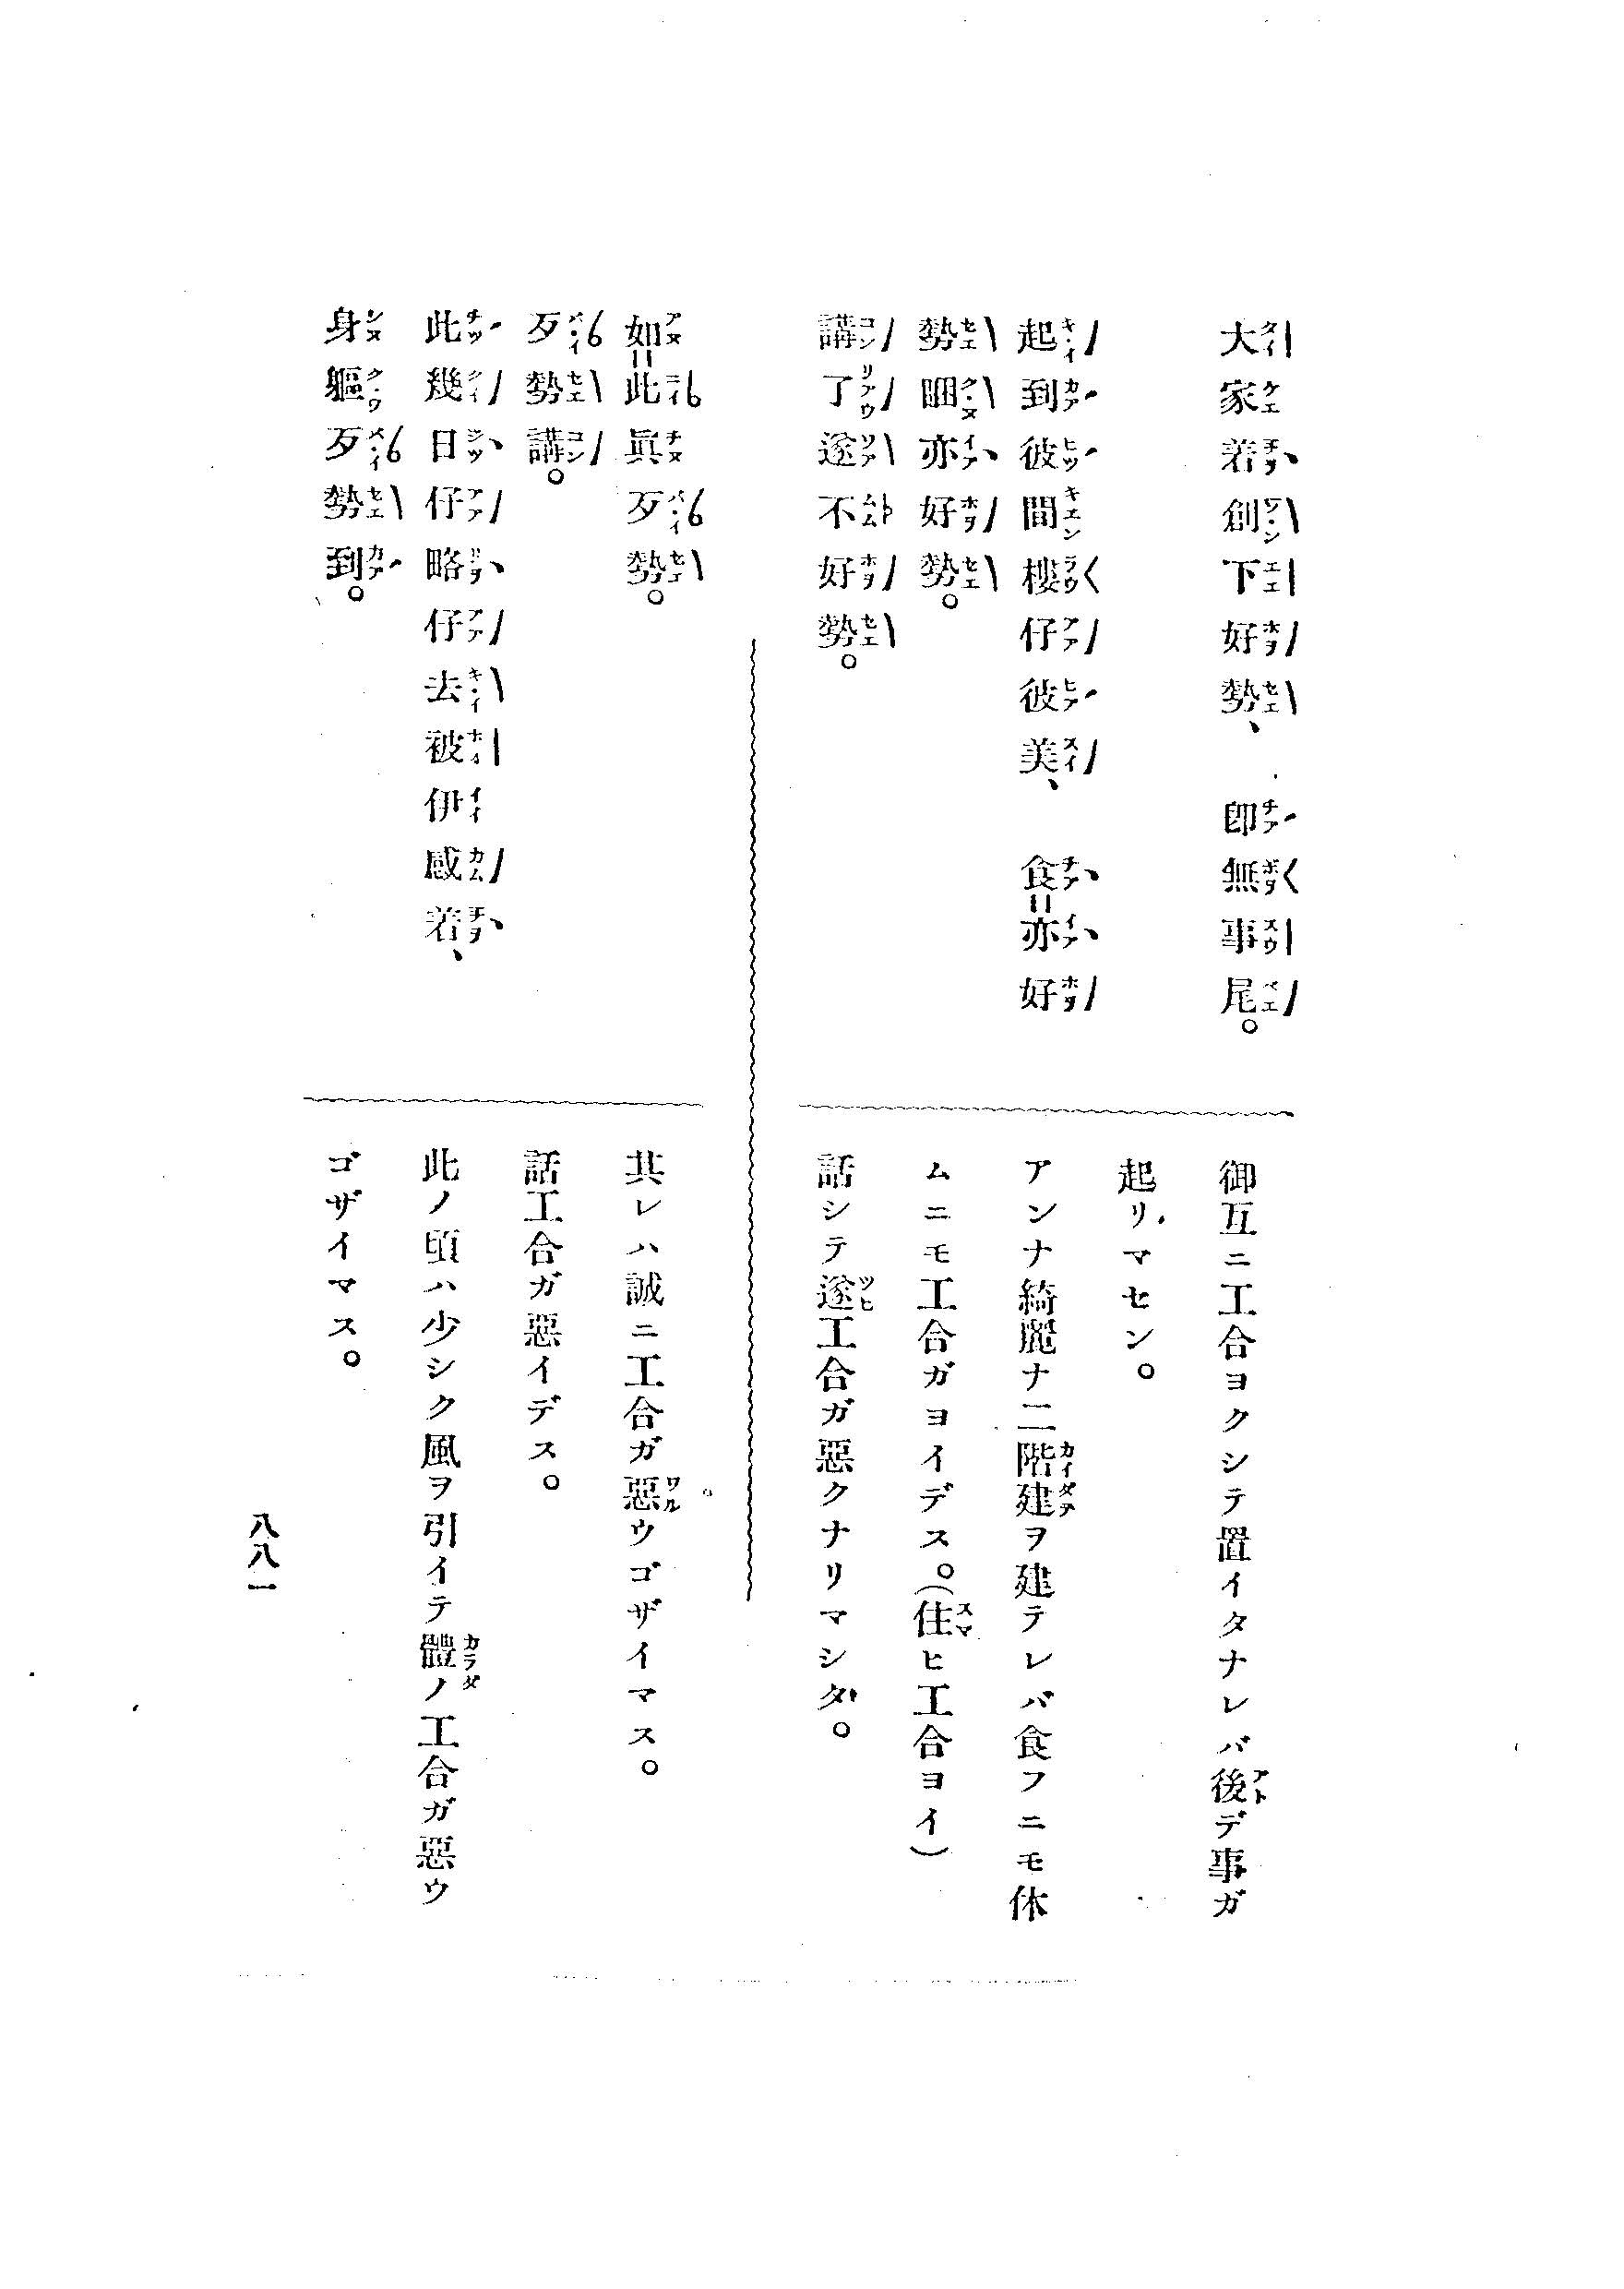 大家若創下好勢、　卽無事尾。
起到彼間樓仔彼美、　食=亦好
勢睏亦好勢。
講了遂不好勢。
如=此眞歹勢。
歹勢講。
此幾日仔略仔去被伊感着、
身軀歹勢到。
御互ニ工合ヨクシテ置イタナレバ後デ事ガ
起リマセン。
アンナ綺麗ナ二階建ヲ建テレバ食フニモ休
ムニモ工合ガヨイデス。(住ヒ工合ヨイ)
話シテ遂工合ガ惡クナリマシタ。
其レハ誠ニ工合ガ惡ウゴザイマス。
話工合ガ惡イデス。
此ノ頃ハ少シク風ヲ引イテ體ノ工合ガ惡ウ
ゴザイマス。
八八一